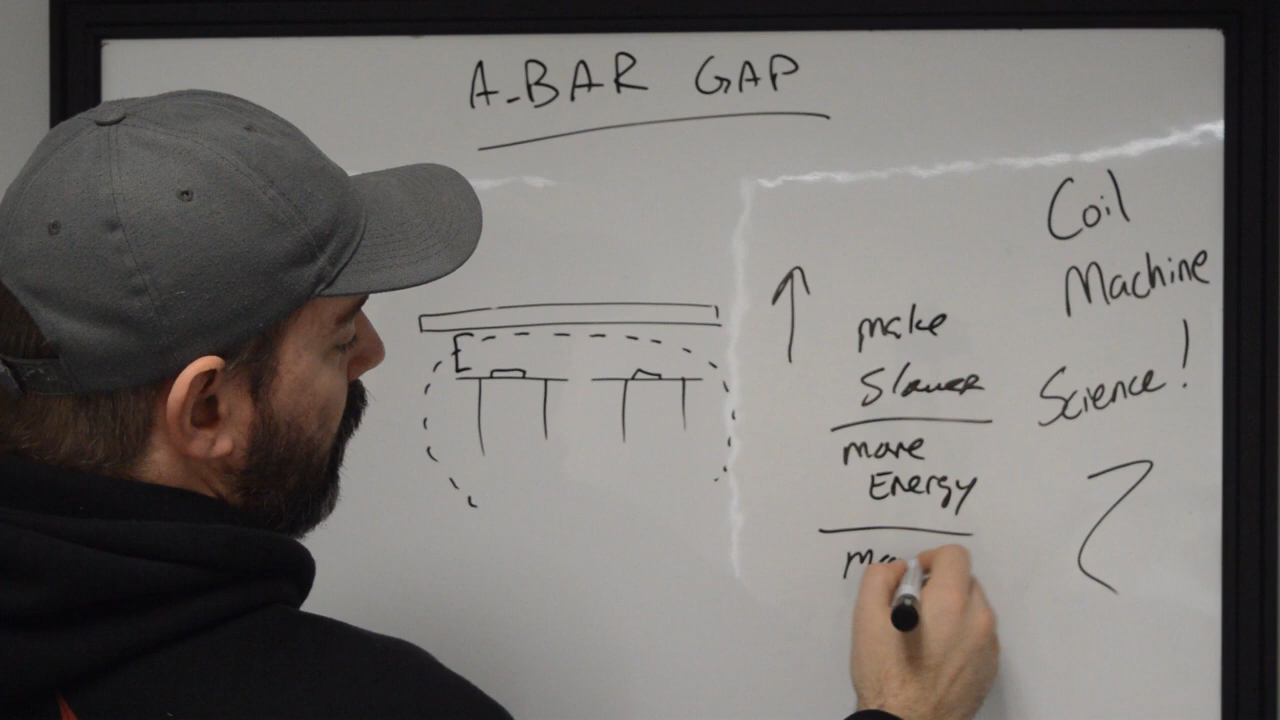 A-BAR GAP
make
Slower
more
Energy
Coil
Machine
Science!